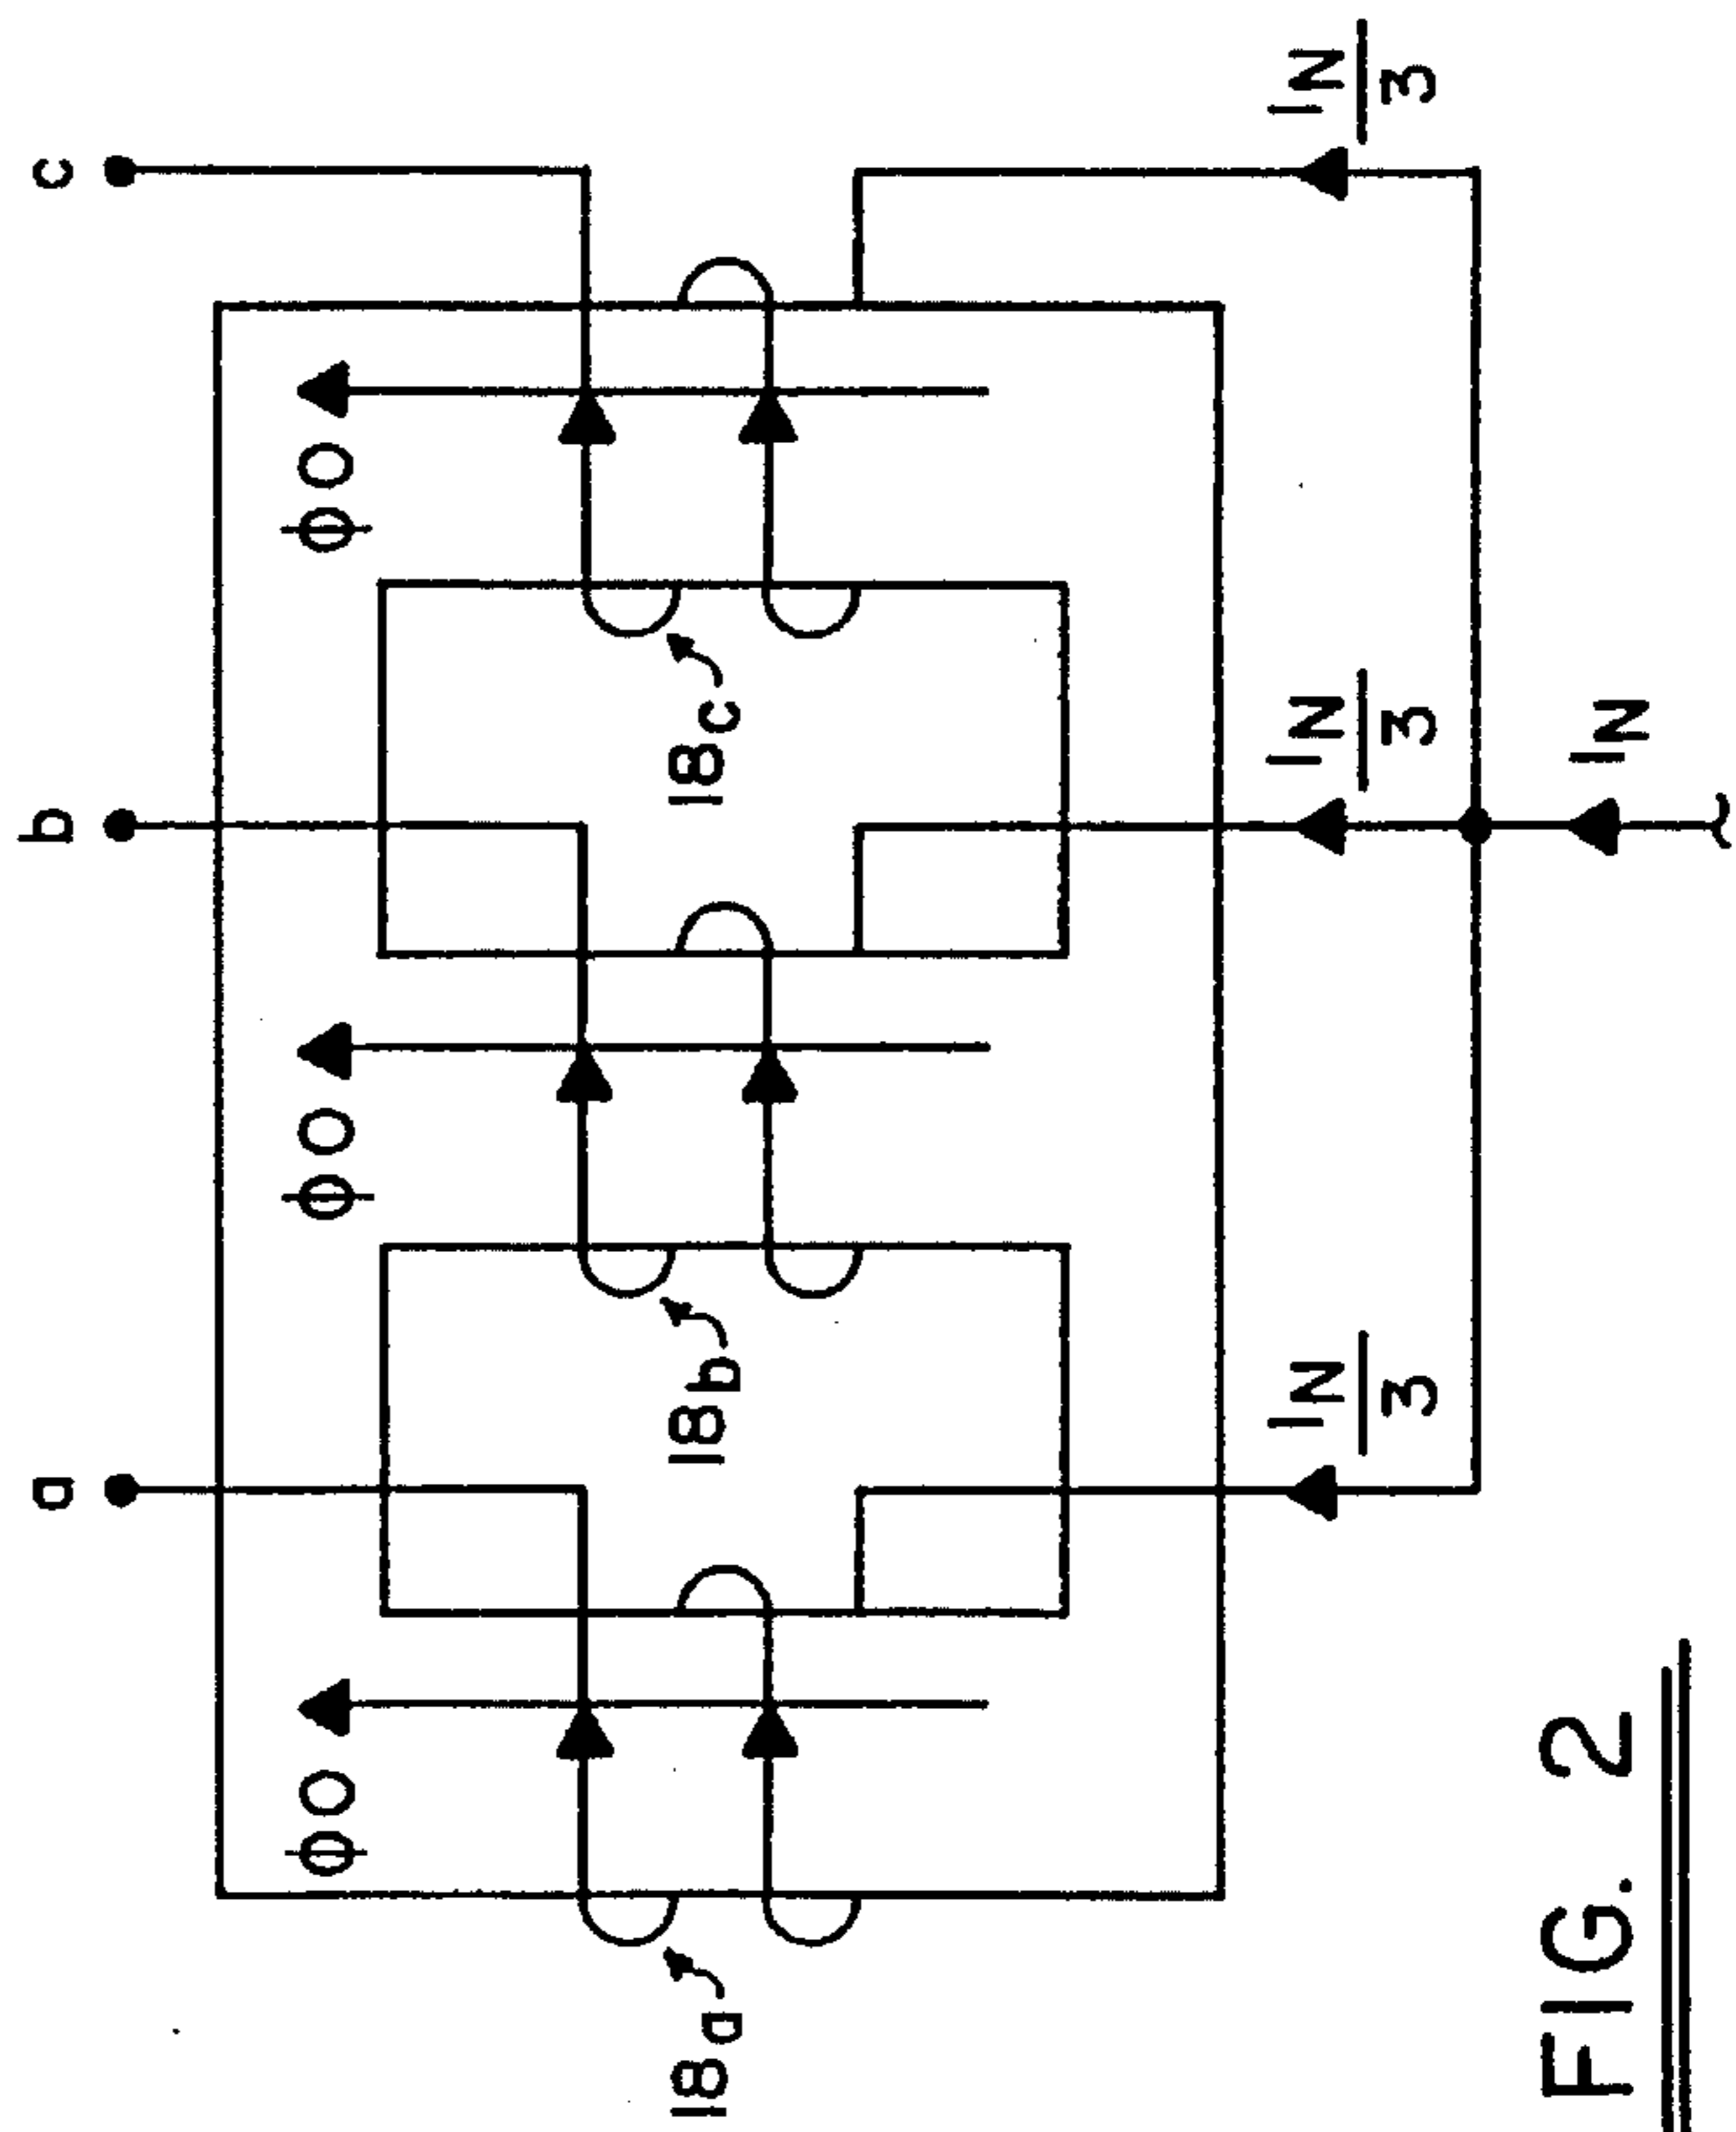 a b c
φ0 φ0 φ0
18a 18b 18c
IN IN IN
3 3 3
FIG. 2 IN